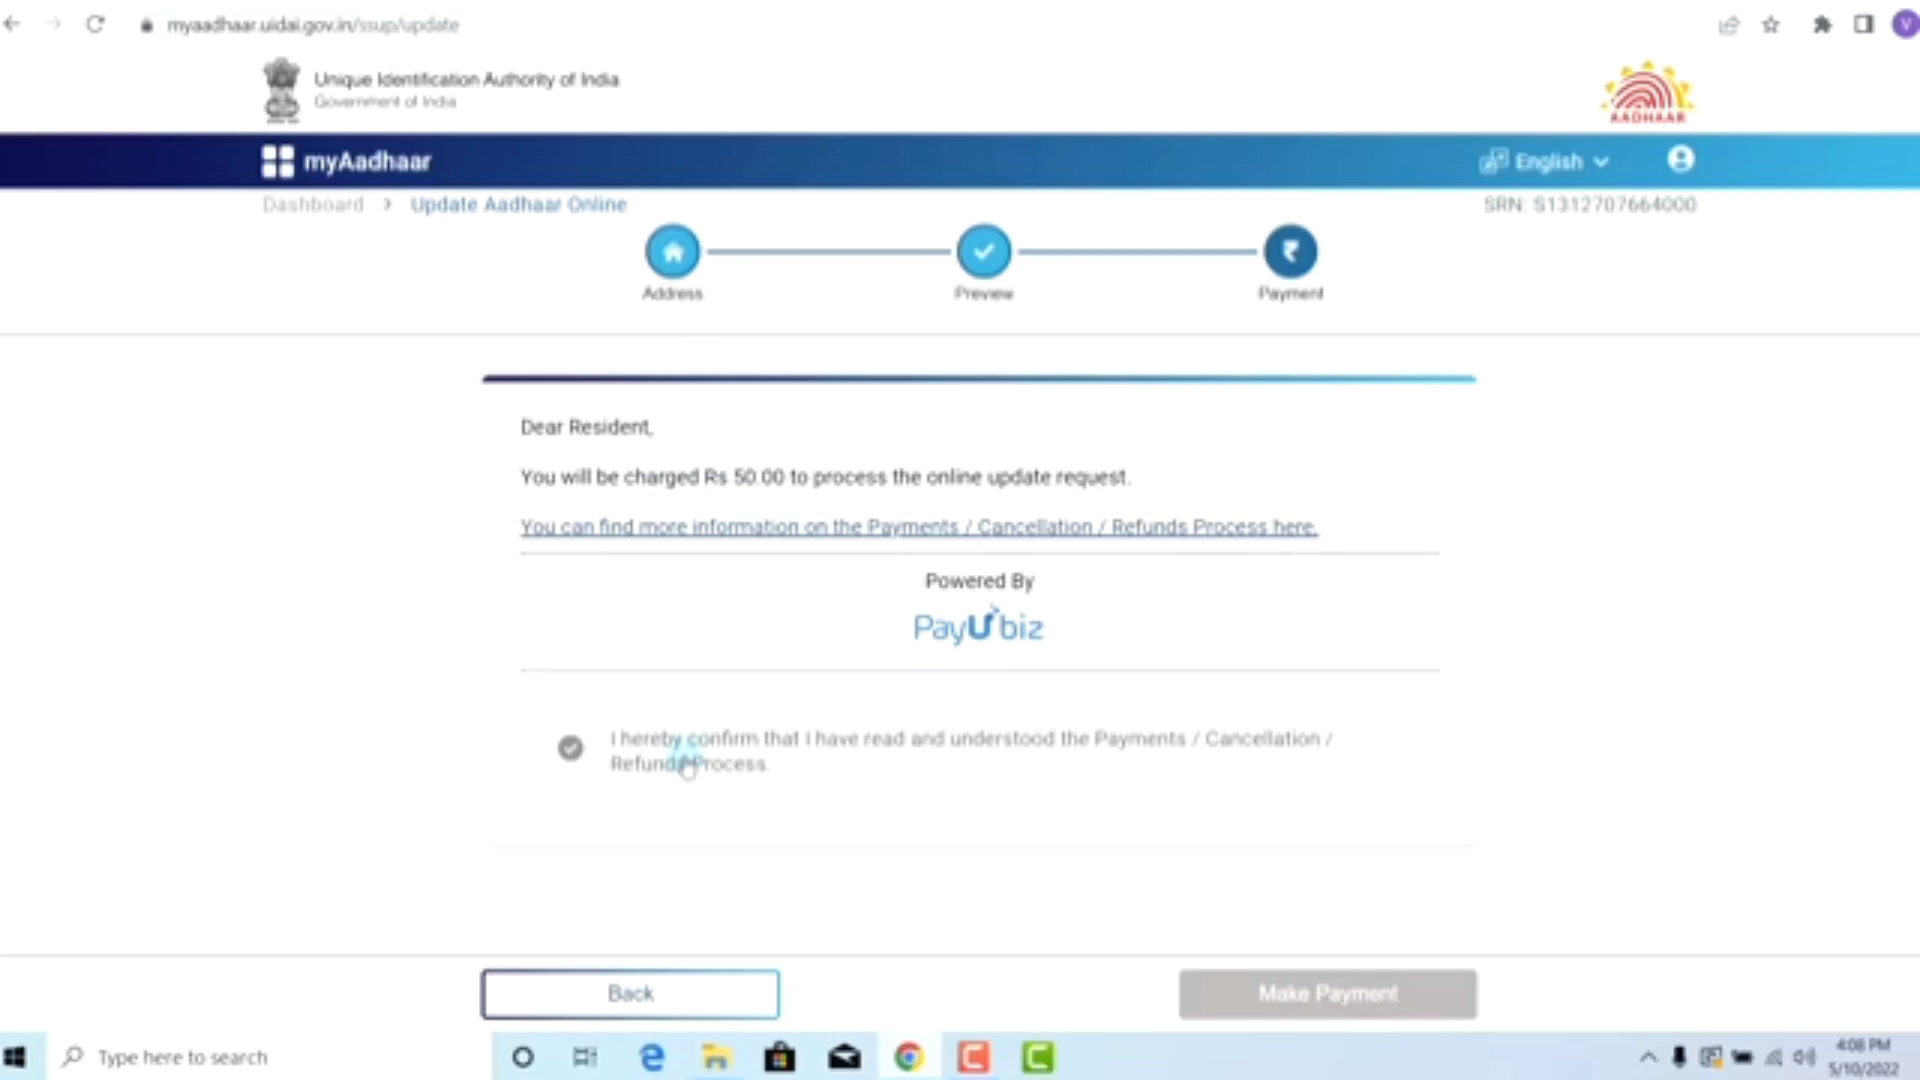 myaadhaar.uidai.gov.in/ssup/update
V
Unique Identification Authority of India
Government of India
AADHAAR
myAadhaar
English
Dashboard > Update Aadhaar Online
SRN: S1312707664000
Address
Preview
Payment
Dear Resident,
You will be charged Rs 50.00 to process the online update request.
You can find more information on the Payments / Cancellation / Refunds Process here.
Powered By
PayUbiz
I hereby confirm that I have read and understood the Payments / Cancellation /
Refunds Process.
Back
Make Payment
Type here to search
4:08 PM
5/10/2022